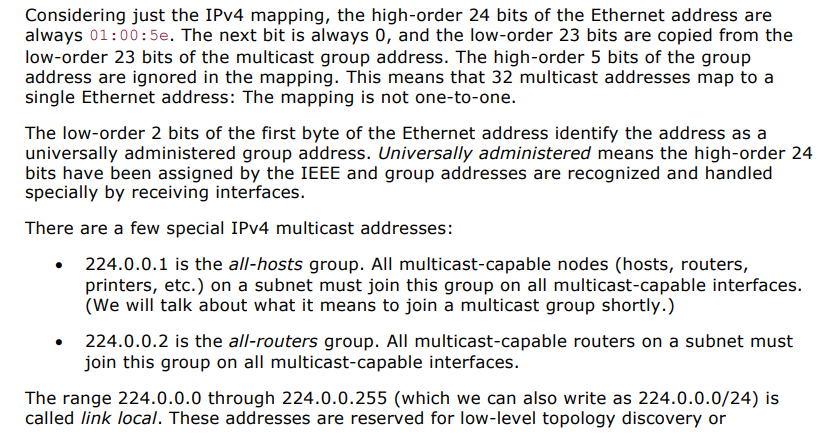 Considering just the IPv4 mapping, the high-order 24 bits of the Ethernet address are
always 01:00:5e. The next bit is always 0, and the low-order 23 bits are copied from the
low-order 23 bits of the multicast group address. The high-order 5 bits of the group
address are ignored in the mapping. This means that 32 multicast addresses map to a
single Ethernet address: The mapping is not one-to-one.
The low-order 2 bits of the first byte of the Ethernet address identify the address as a
universally administered group address. Universally administered means the high-order 24
bits have been assigned by the IEEE and group addresses are recognized and handled
specially by receiving interfaces.
There are a few special IPv4 multicast addresses:
• 224.0.0.1 is the all-hosts group. All multicast-capable nodes (hosts, routers,
printers, etc.) on a subnet must join this group on all multicast-capable interfaces.
(We will talk about what it means to join a multicast group shortly.)
• 224.0.0.2 is the all-routers group. All multicast-capable routers on a subnet must
join this group on all multicast-capable interfaces.
The range 224.0.0.0 through 224.0.0.255 (which we can also write as 224.0.0.0/24) is
called link local. These addresses are reserved for low-level topology discovery or